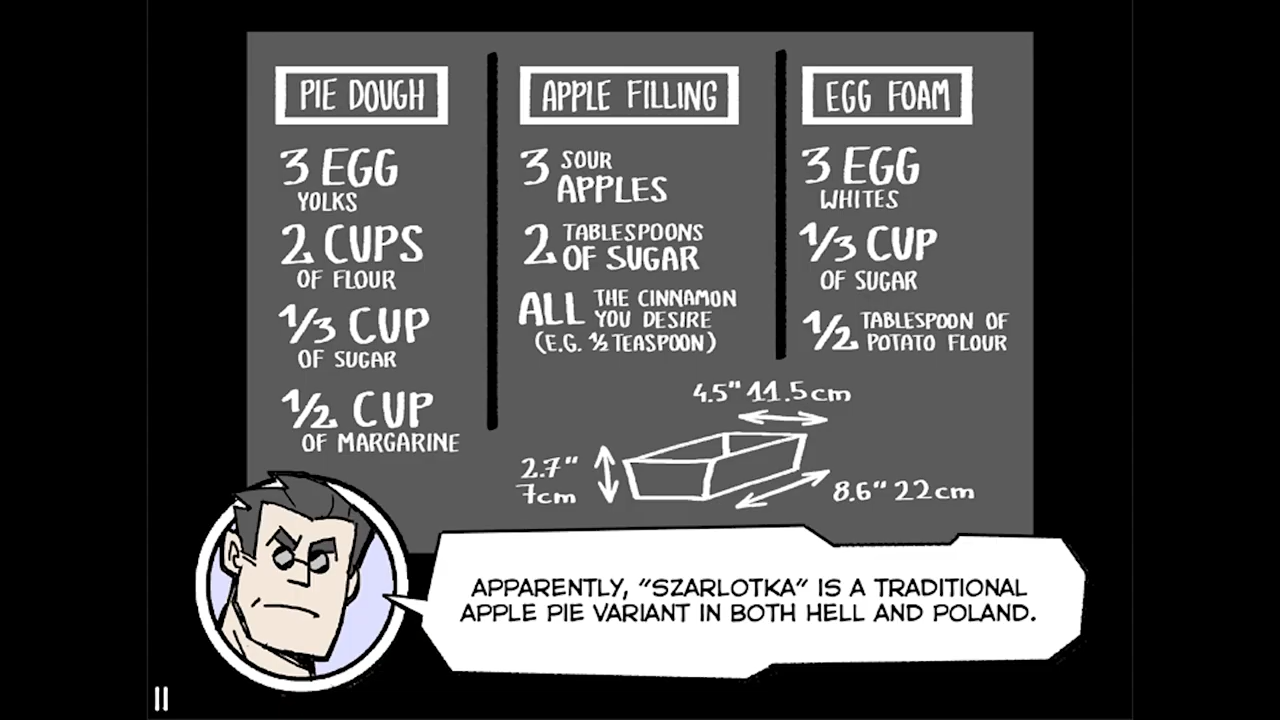 PIE DOUGH
3 EGG
YOLKS
2 CUPS
OF FLOUR
1/3 CUP
OF SUGAR
1/2 CUP
OF MARGARINE
APPLE FILLING
3 SOUR
APPLES
2 TABLESPOONS
OF SUGAR
ALL THE CINNAMON
YOU DESIRE
(E.G. 1/2 TEASPOON)
EGG FOAM
3 EGG
WHITES
1/3 CUP
OF SUGAR
1/2 TABLESPOON OF
POTATO FLOUR
4.5" 11.5cm
2.7"
7cm
8.6" 22cm
APPARENTLY, "SZARLOTKA" IS A TRADITIONAL
APPLE PIE VARIANT IN BOTH HELL AND POLAND.